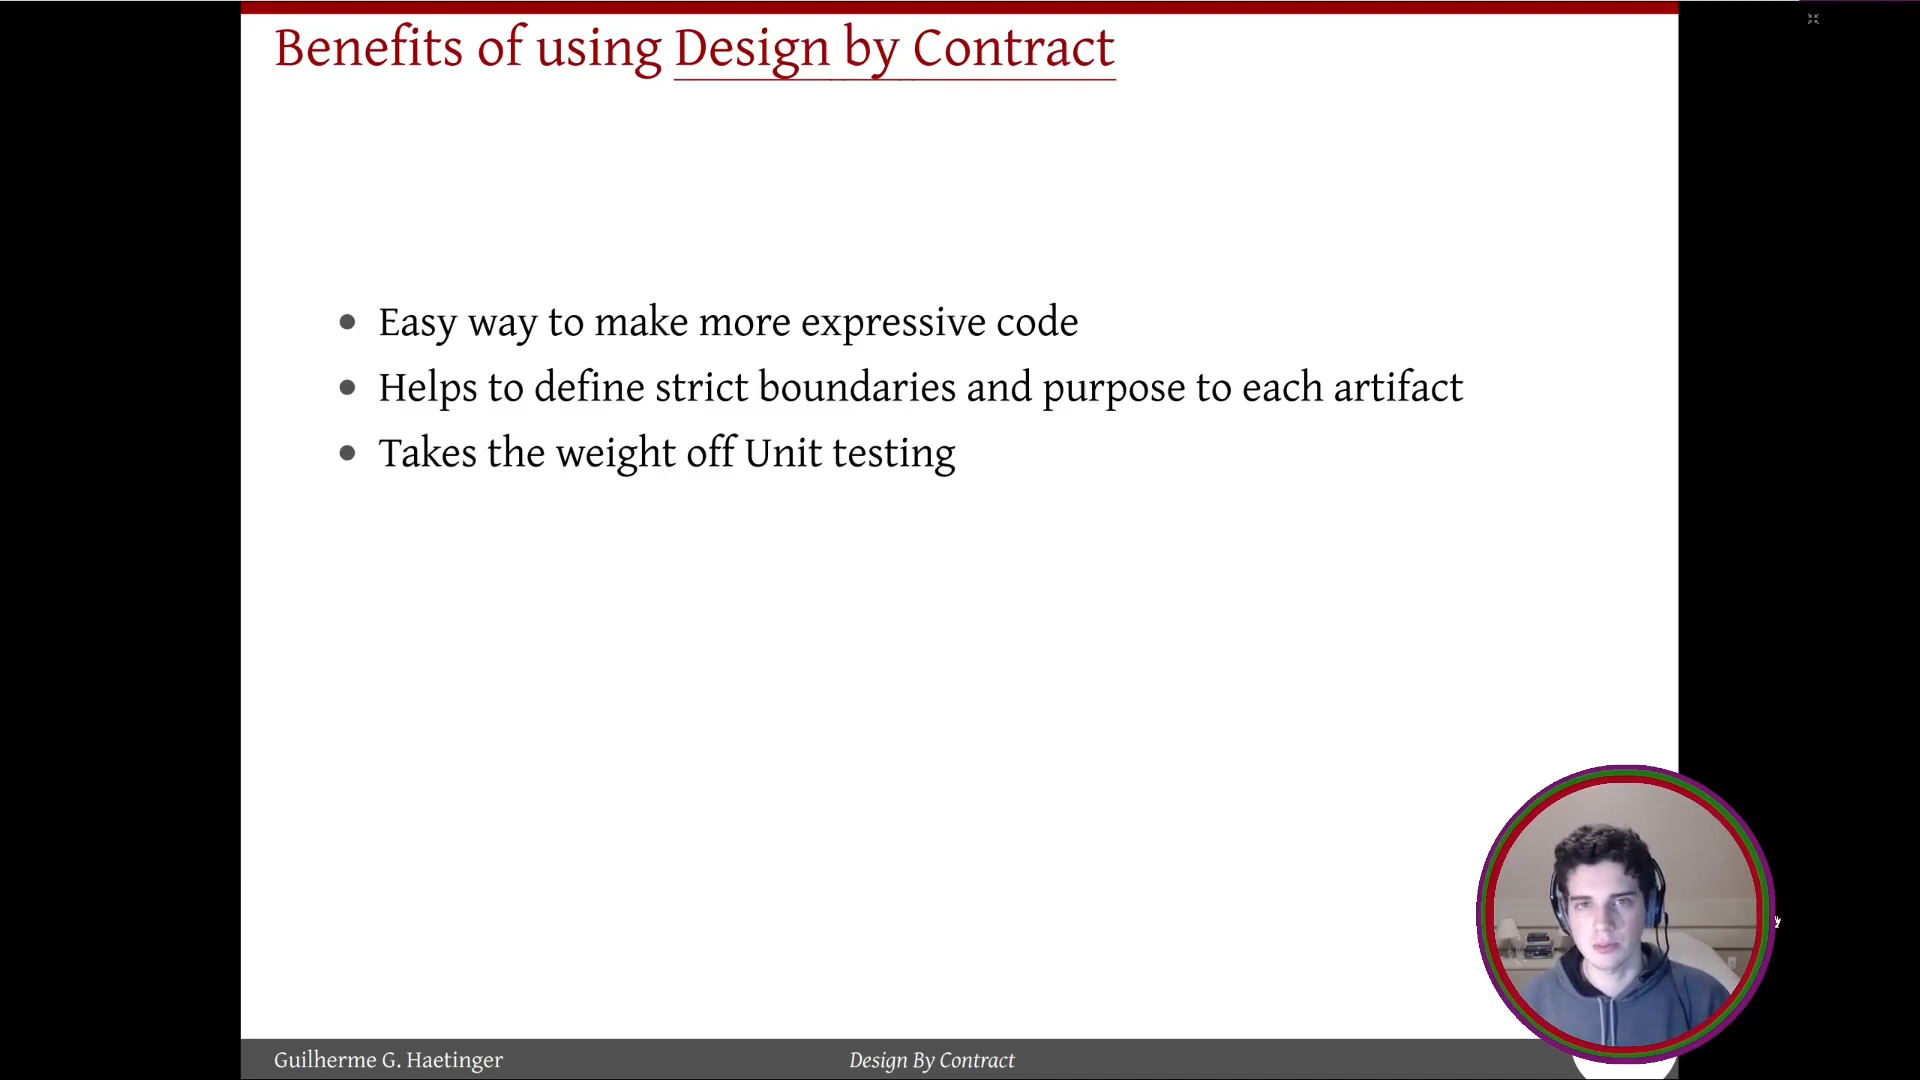 Benefits of using Design by Contract
Easy way to make more expressive code
Helps to define strict boundaries and purpose to each artifact
Takes the weight off Unit testing
Guilherme G. Haetinger
Design By Contract